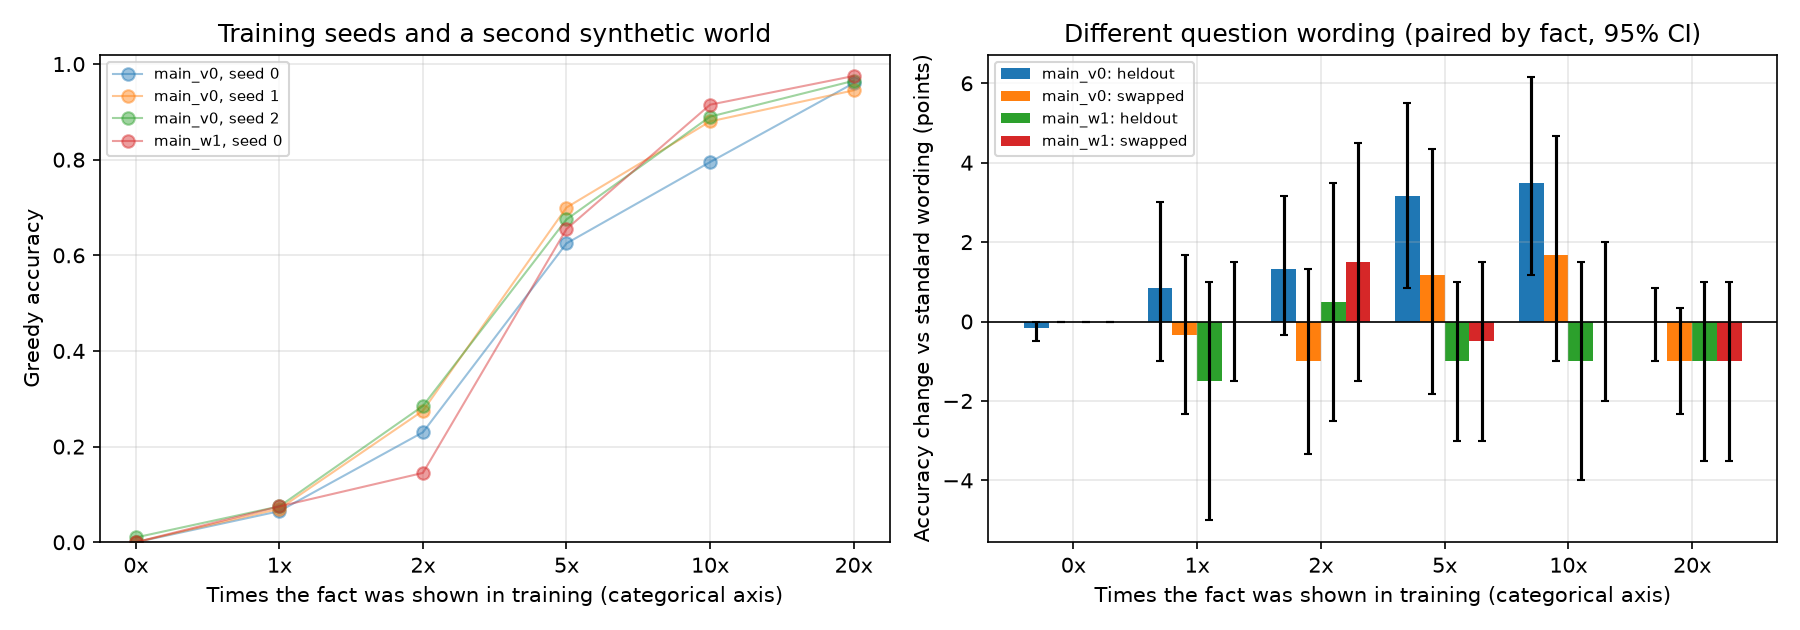 Training seeds and a second synthetic world
main_v0, seed 0
main_v0, seed 1
main_v0, seed 2
main_w1, seed 0
Greedy accuracy
1.0
0.8
0.6
0.4
0.2
0.0
0x 1x 2x 5x 10x 20x
Times the fact was shown in training (categorical axis)
Different question wording (paired by fact, 95% CI)
main_v0: heldout
main_v0: swapped
main_w1: heldout
main_w1: swapped
Accuracy change vs standard wording (points)
6
4
2
0
−2
−4
0x 1x 2x 5x 10x 20x
Times the fact was shown in training (categorical axis)